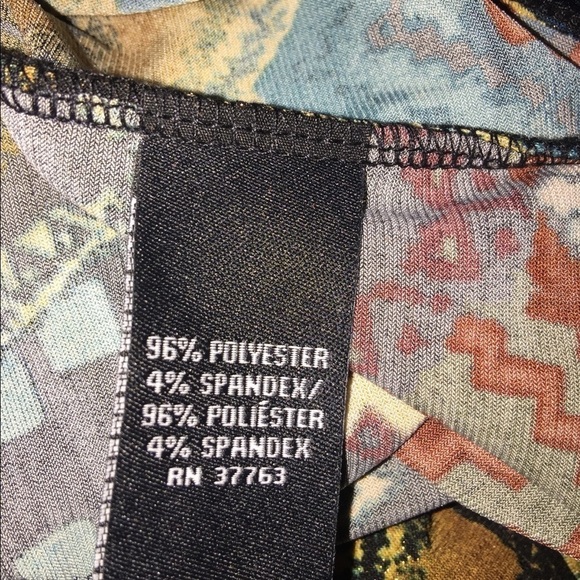 96% POLYESTER
4% SPANDEX/
96% POLIÉSTER
4% SPANDEX
RN 37763